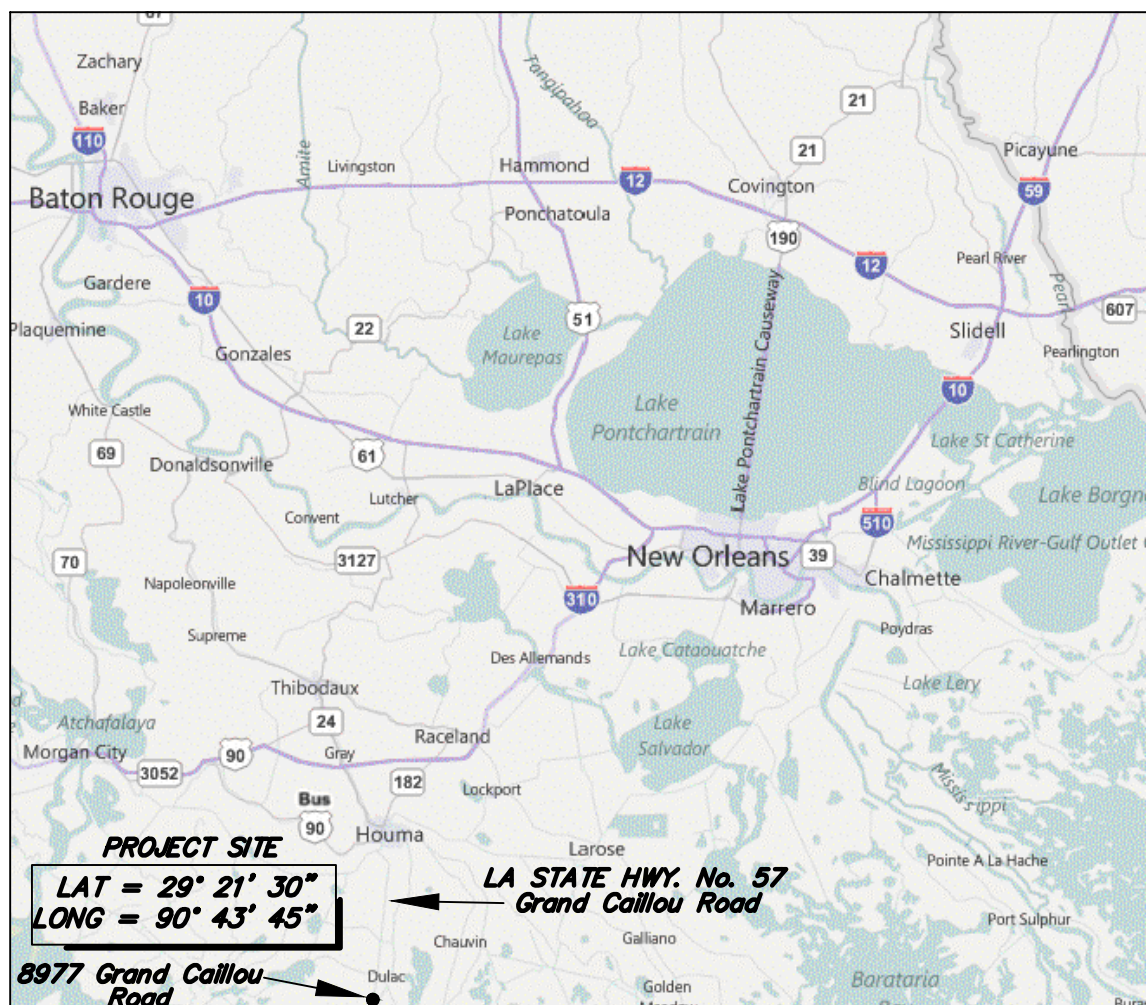 Zachary
Baker
110
Baton Rouge
Amite
Livingston
Tangipahoa
Hammond
Ponchatoula
12
21
21
Covington
190
Picayune
59
Pearl River
12
Pearl
607
Gardere
10
Plaquemine
22
Gonzales
Lake
Maurepas
51
Lake
Pontchartrain
Lake Pontchartrain Causeway
Slidell
Pearlington
10
White Castle
69
Donaldsonville
61
Lutcher
Convent
LaPlace
Lake St Catherine
Blind Lagoon
Lake Borgn
510
Mississippi River-Gulf Outlet
70
3127
Napoleonville
New Orleans
39
Chalmette
310
Marrero
Supreme
Poydras
Des Allemands
Lake Cataouatche
Thibodaux
Lake Lery
24
Atchafalaya
Morgan City
90
Gray
Raceland
Lake
Salvador
3052
182
Lockport
Mississippi
Bus
90
Houma
Larose
Pointe A La Hache
PROJECT SITE
LAT = 29° 21' 30"
LONG = 90° 43' 45"
LA STATE HWY. No. 57
Grand Caillou Road
Port Sulphur
Chauvin
Galliano
8977 Grand Caillou
Road
Dulac
Golden
Barataria